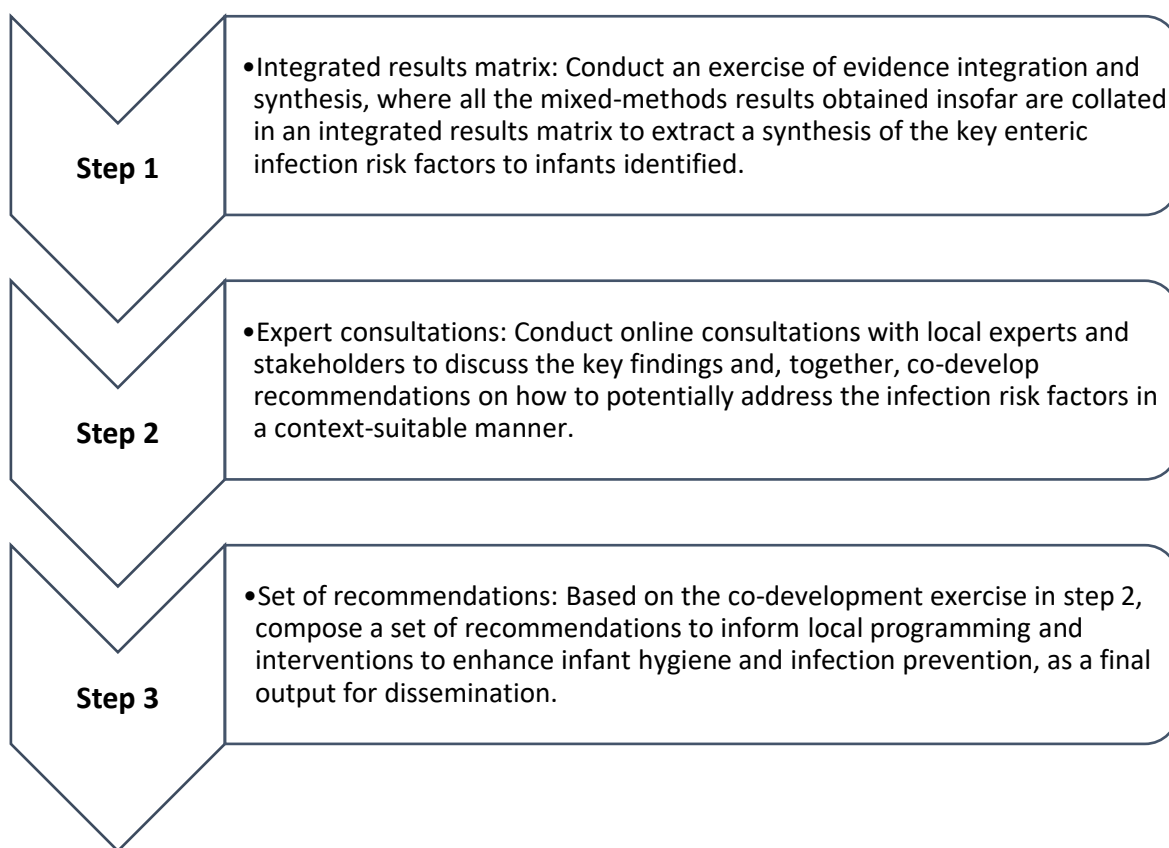 Step 1
•Integrated results matrix: Conduct an exercise of evidence integration and
synthesis, where all the mixed-methods results obtained insofar are collated
in an integrated results matrix to extract a synthesis of the key enteric
infection risk factors to infants identified.
Step 2
•Expert consultations: Conduct online consultations with local experts and
stakeholders to discuss the key findings and, together, co-develop
recommendations on how to potentially address the infection risk factors in
a context-suitable manner.
Step 3
•Set of recommendations: Based on the co-development exercise in step 2,
compose a set of recommendations to inform local programming and
interventions to enhance infant hygiene and infection prevention, as a final
output for dissemination.